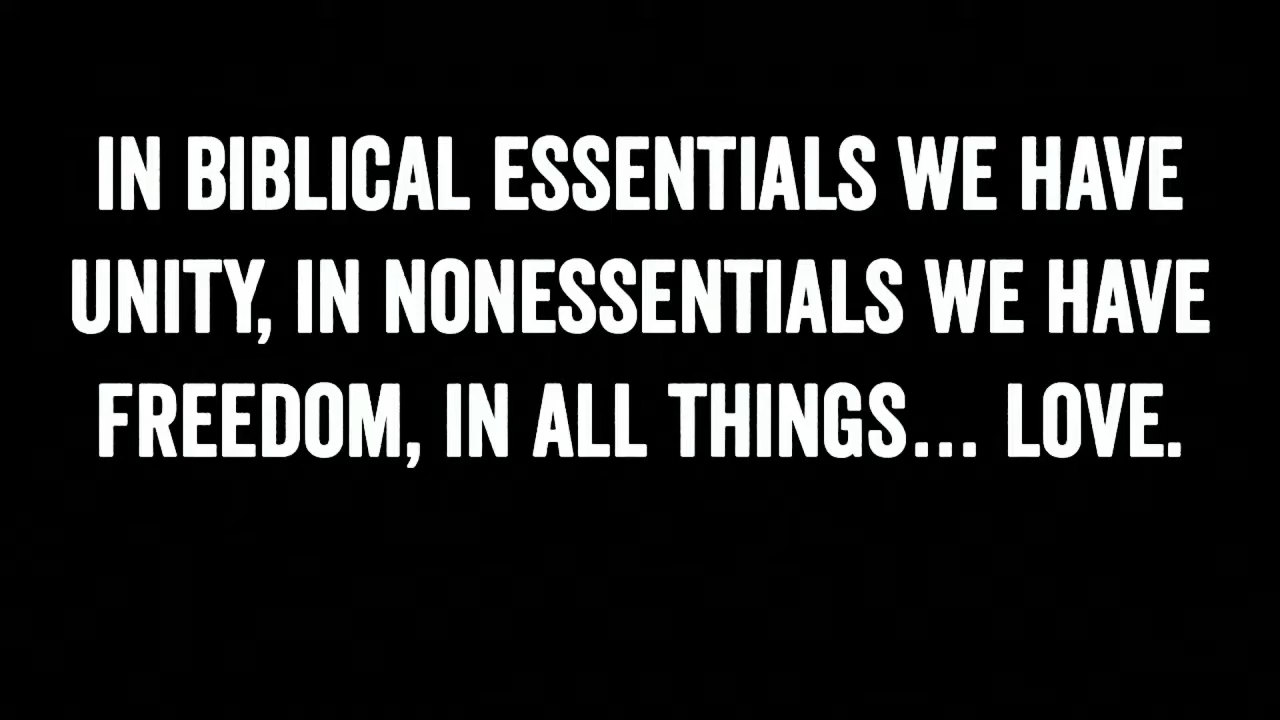 IN BIBLICAL ESSENTIALS WE HAVE
UNITY, IN NONESSENTIALS WE HAVE
FREEDOM, IN ALL THINGS... LOVE.